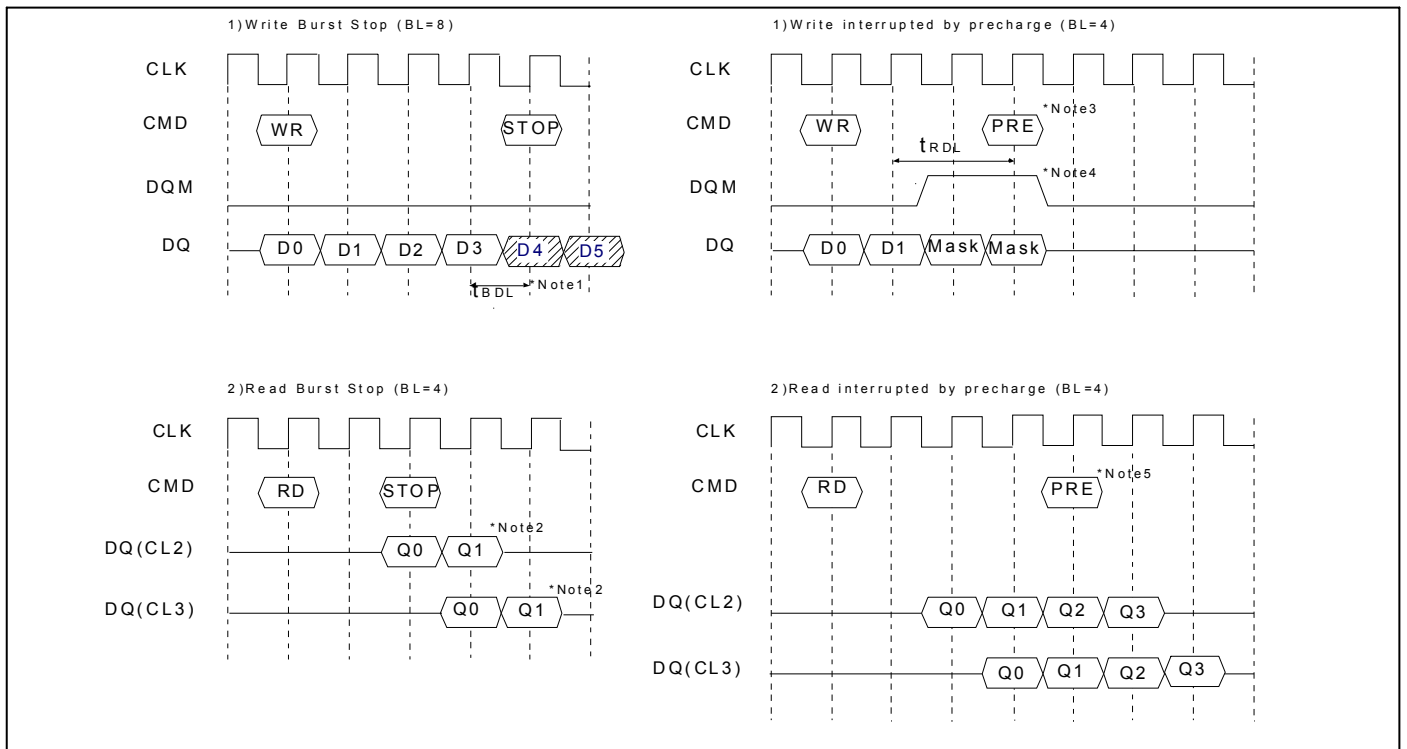 1)Write Burst Stop (BL=8)
CLK
CMD
WR
STOP
DQM
DQ
D0
D1
D2
D3
D4
D5
tBDL
*Note1
1)Write interrupted by precharge (BL=4)
CLK
CMD
WR
PRE
*Note3
tRDL
DQM
*Note4
DQ
D0
D1
Mask
Mask
2)Read Burst Stop (BL=4)
CLK
CMD
RD
STOP
DQ(CL2)
Q0
Q1
*Note2
DQ(CL3)
Q0
Q1
*Note2
2)Read interrupted by precharge (BL=4)
CLK
CMD
RD
PRE
*Note5
DQ(CL2)
Q0
Q1
Q2
Q3
DQ(CL3)
Q0
Q1
Q2
Q3